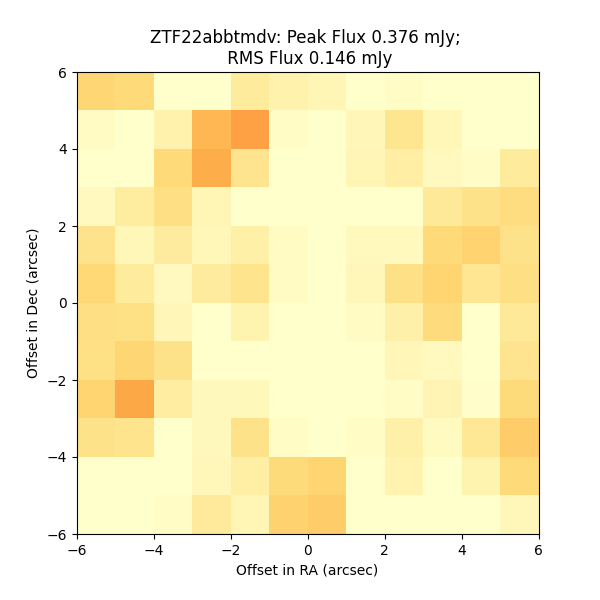 ZTF22abbtmdv: Peak Flux 0.376 mJy;
RMS Flux 0.146 mJy
6
4
2
0
−2
−4
−6
Offset in Dec (arcsec)
−6 −4 −2 0 2 4 6
Offset in RA (arcsec)